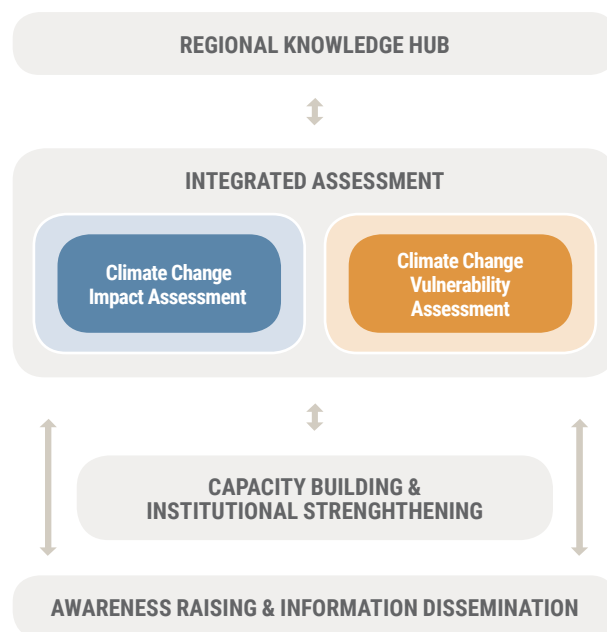 REGIONAL KNOWLEDGE HUB
INTEGRATED ASSESSMENT
Climate Change
Impact Assessment
Climate Change
Vulnerability
Assessment
CAPACITY BUILDING &
INSTITUTIONAL STRENGHTHENING
AWARENESS RAISING & INFORMATION DISSEMINATION